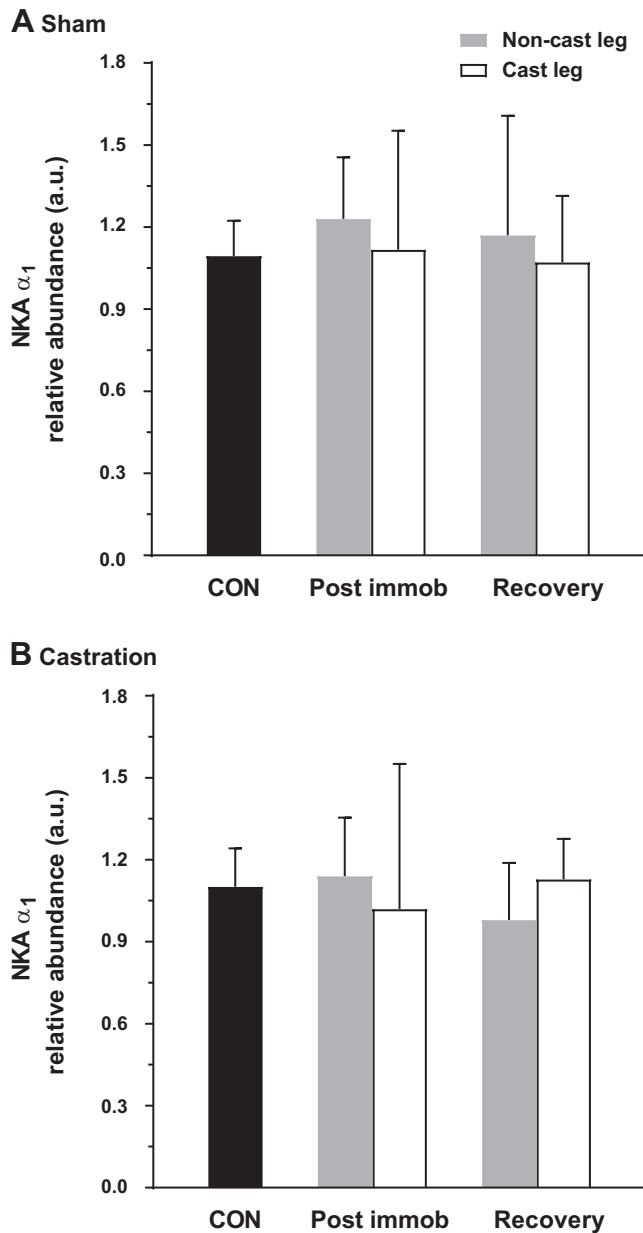 A Sham
Non-cast leg
Cast leg
NKA α1
relative abundance (a.u.)
1.8
1.5
1.2
0.9
0.6
0.3
0.0
CON Post immob Recovery
B Castration
NKA α1
relative abundance (a.u.)
1.8
1.5
1.2
0.9
0.6
0.3
0.0
CON Post immob Recovery